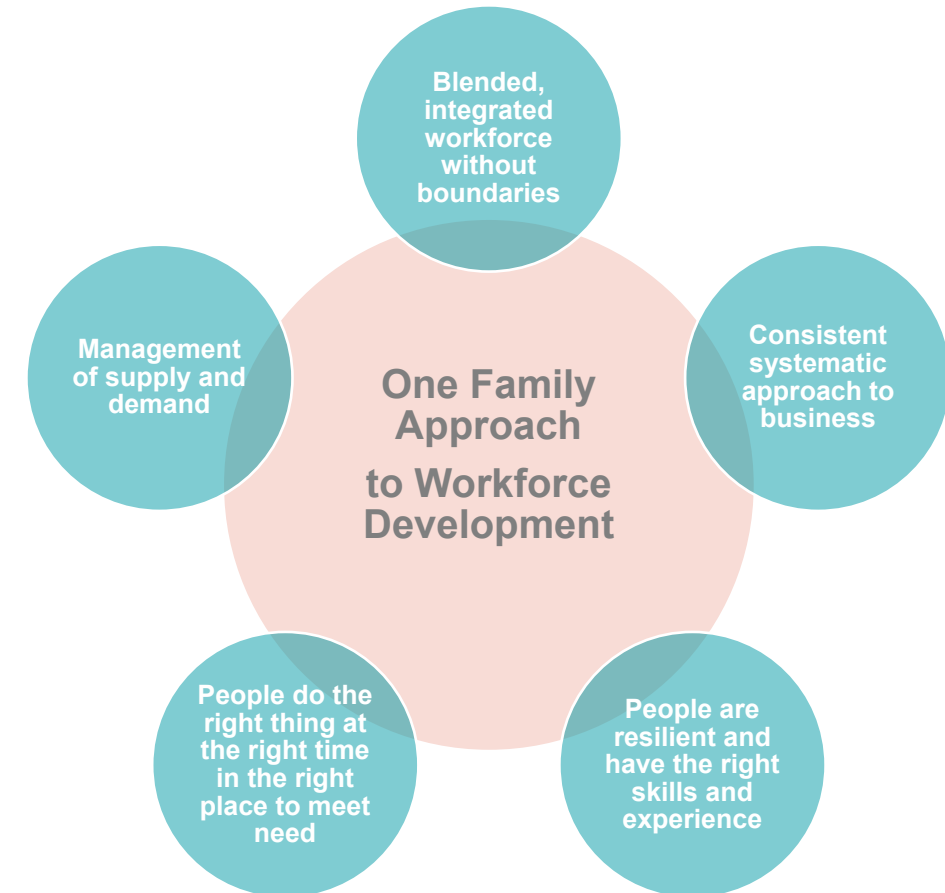 Blended,
integrated
workforce
without
boundaries
Management
of supply and
demand
One Family
Approach
to Workforce
Development
Consistent
systematic
approach to
business
People do the
right thing at
the right time
in the right
place to meet
need
People are
resilient and
have the right
skills and
experience